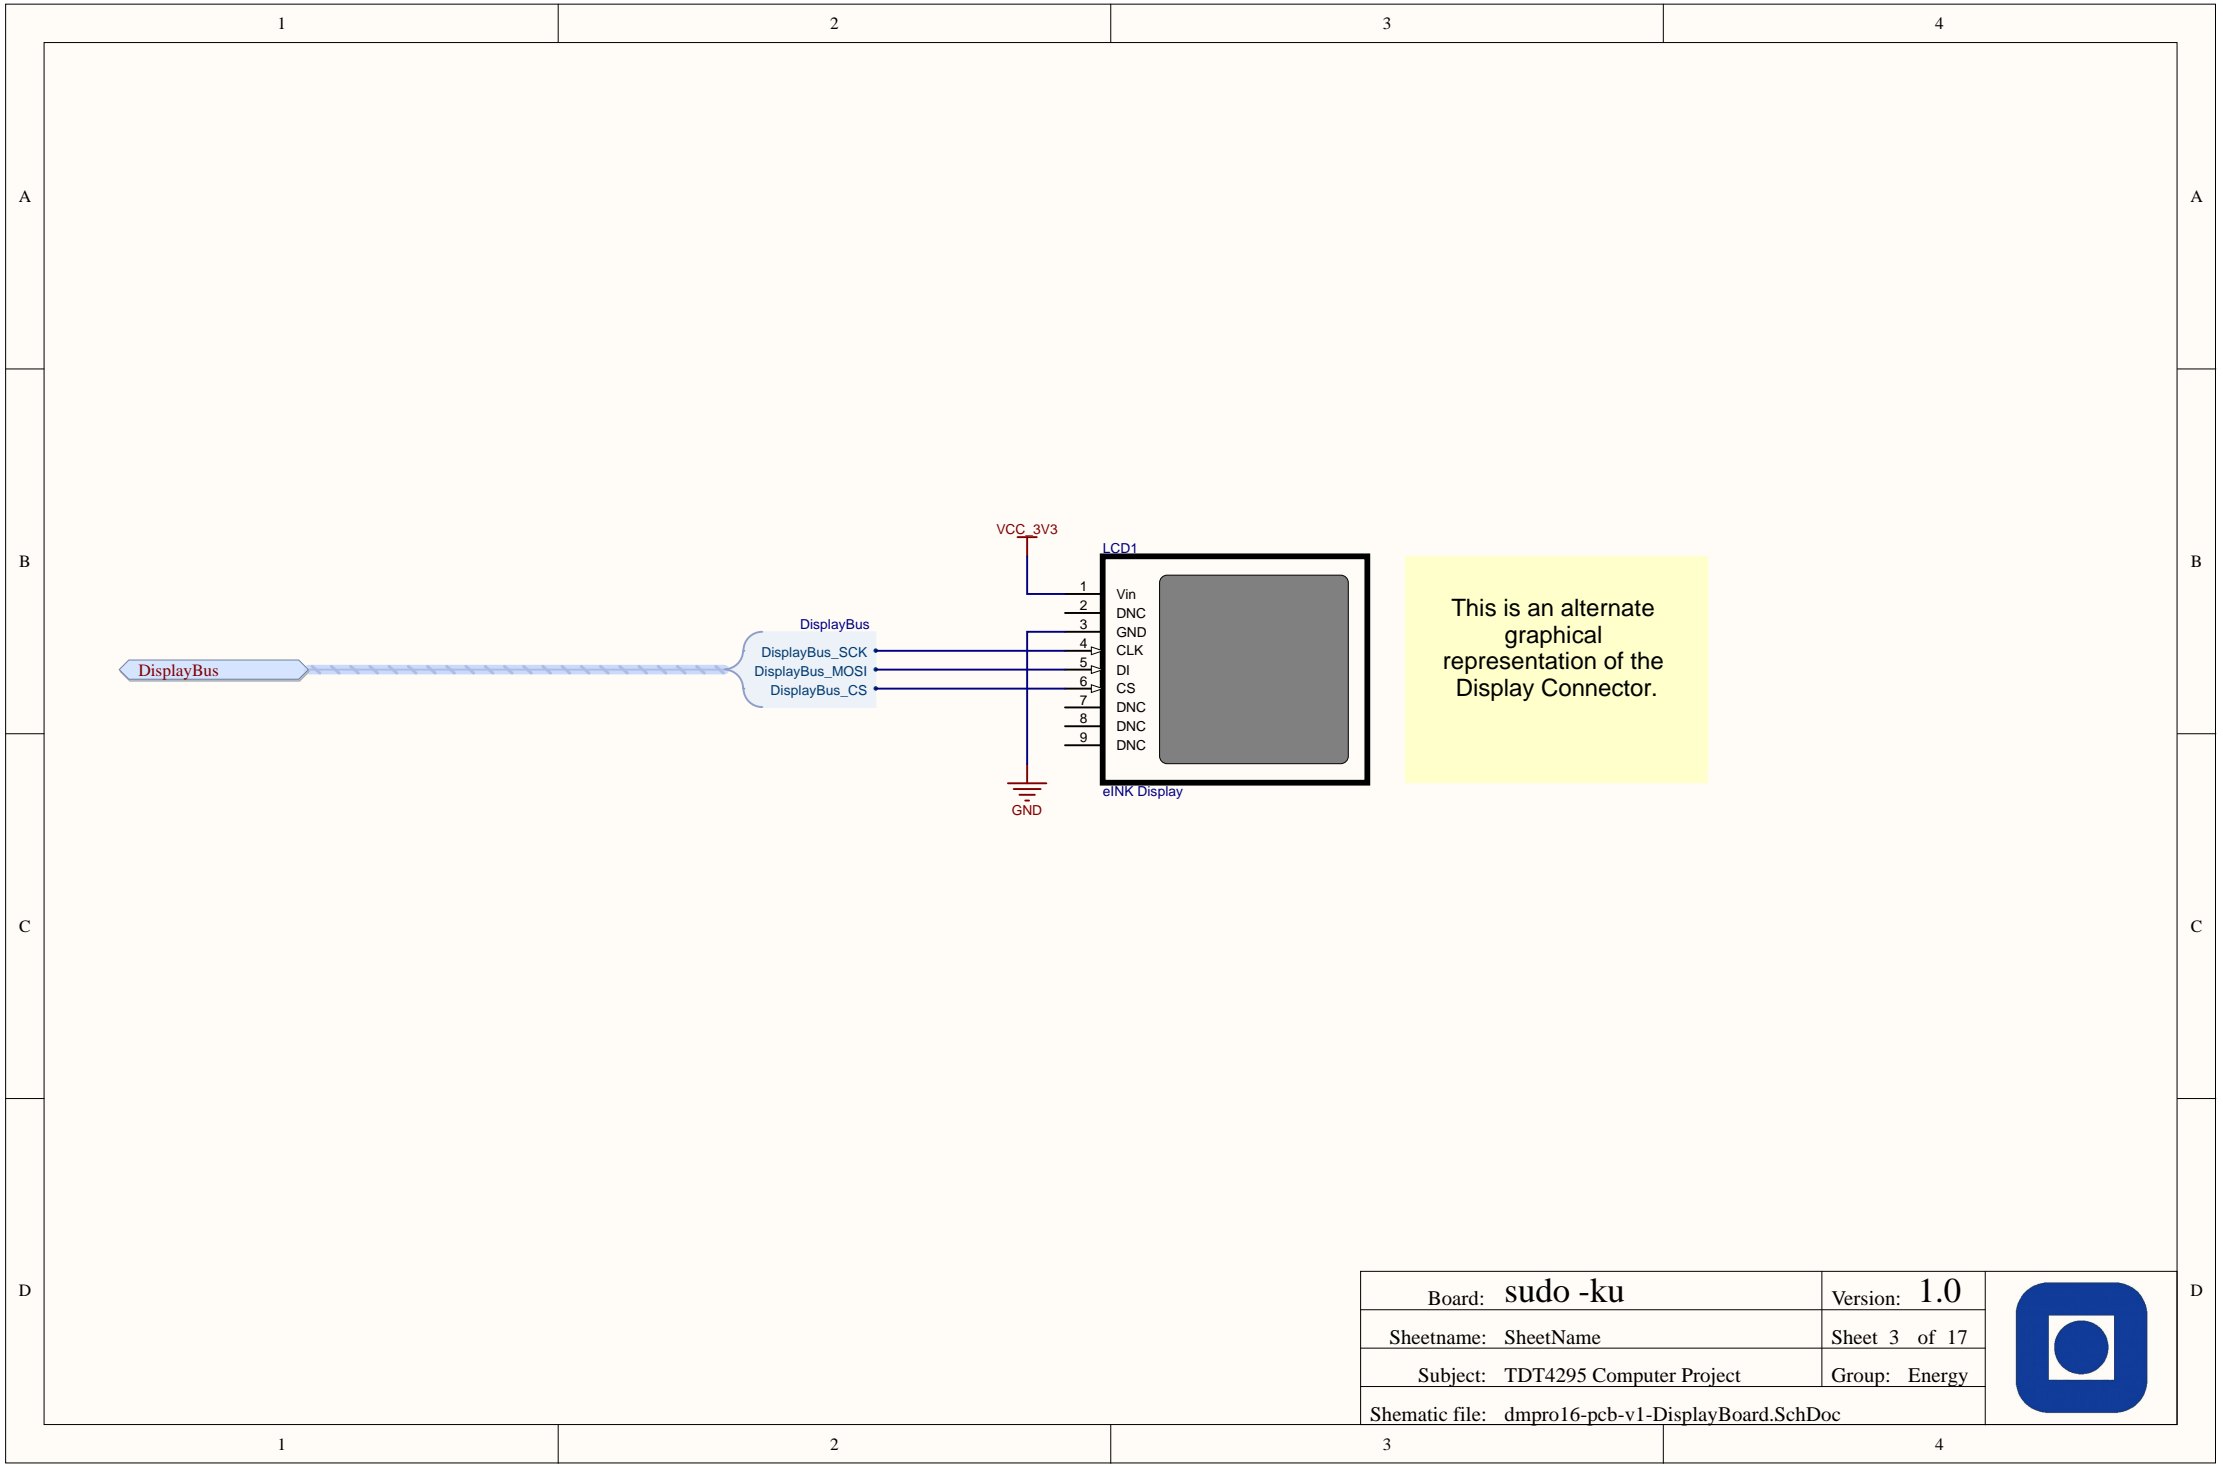 1 2 3 4
A A
VCC_3V3
LCD1
B B
1 Vin
2 DNC
3 GND
4 CLK
5 DI
6 CS
7 DNC
8 DNC
9 DNC
eINK Display
GND
DisplayBus
DisplayBus_SCK
DisplayBus_MOSI
DisplayBus_CS
DisplayBus
This is an alternate
graphical
representation of the
Display Connector.
C C
D D
Board: sudo -ku Version: 1.0
Sheetname: SheetName Sheet 3 of 17
Subject: TDT4295 Computer Project Group: Energy
Shematic file: dmpro16-pcb-v1-DisplayBoard.SchDoc
1 2 3 4